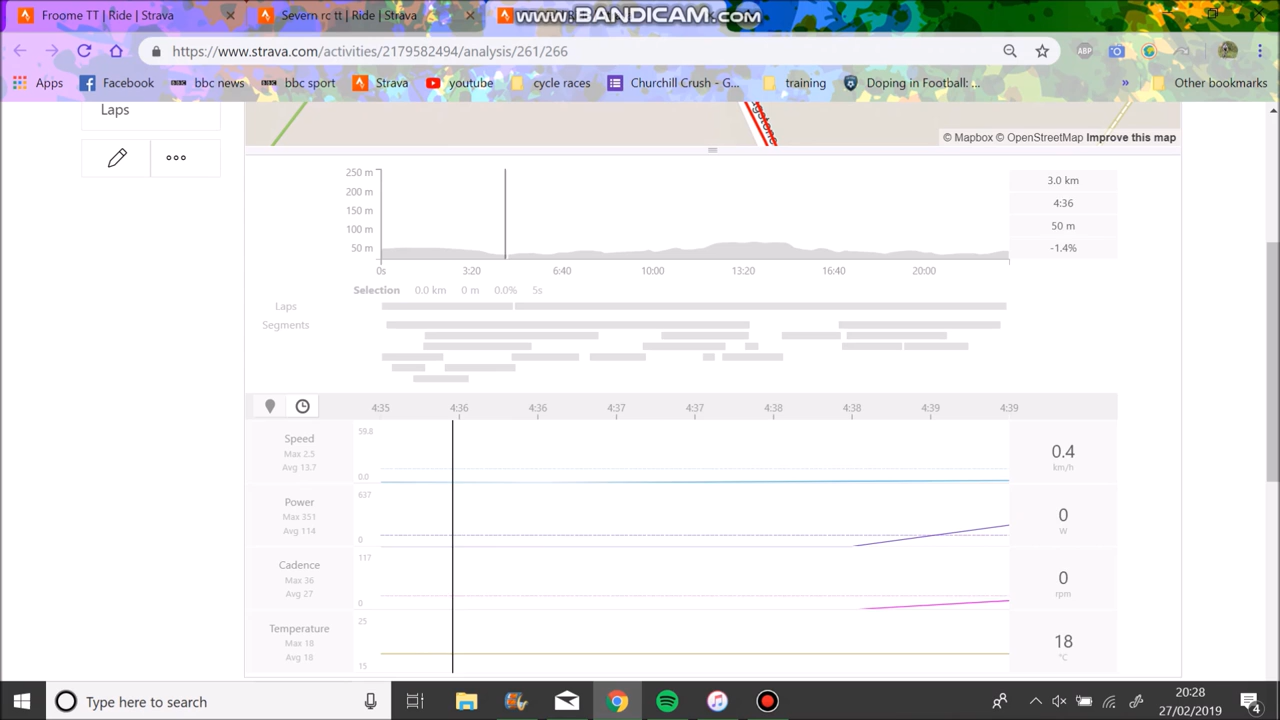 Froome TT | Ride | Strava
Severn rc tt | Ride | Strava
www.BANDICAM.com
https://www.strava.com/activities/2179582494/analysis/261/266
ABP
Apps
Facebook
BBC bbc news
BBC bbc sport
Strava
youtube
cycle races
Churchill Crush - G...
training
Doping in Football: ...
»
Other bookmarks
Laps
© Mapbox © OpenStreetMap Improve this map
250 m
200 m
150 m
100 m
50 m
3.0 km
4:36
50 m
-1.4%
0s 3:20 6:40 10:00 13:20 16:40 20:00
Selection 0.0 km 0 m 0.0% 5s
Laps
Segments
4:35 4:36 4:36 4:37 4:37 4:38 4:38 4:39 4:39
Speed
Max 2.5
Avg 13.7
59.8
0.0
0.4
km/h
Power
Max 351
Avg 114
637
0
0
W
Cadence
Max 36
Avg 27
117
0
0
rpm
Temperature
Max 18
Avg 18
25
15
18
°C
Type here to search
20:28
27/02/2019
4